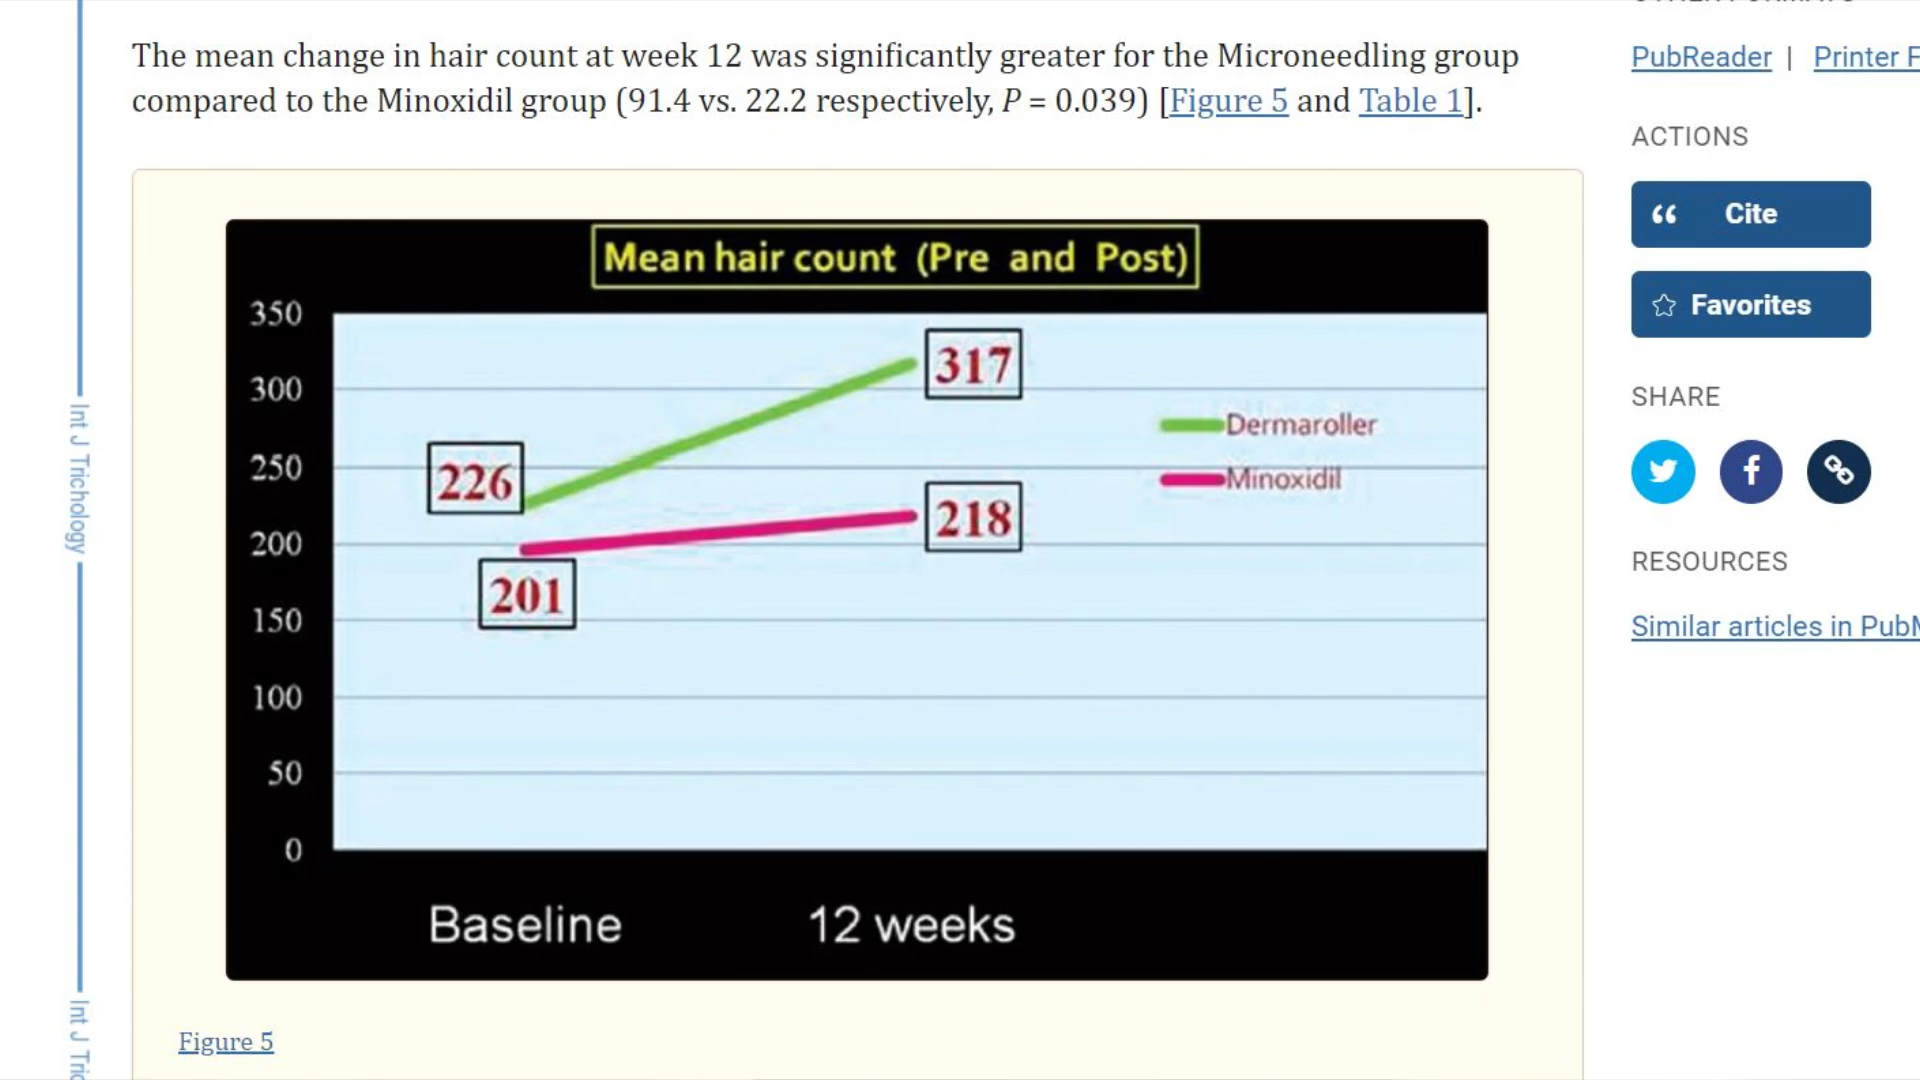 The mean change in hair count at week 12 was significantly greater for the Microneedling group
compared to the Minoxidil group (91.4 vs. 22.2 respectively, P = 0.039) [Figure 5 and Table 1].
Mean hair count (Pre and Post)
350
300
250
200
150
100
50
0
226
317
201
218
Dermaroller
Minoxidil
Baseline 12 weeks
Figure 5
Int J Trichology
Int J
PubReader | Printer F
ACTIONS
Cite
Favorites
SHARE
RESOURCES
Similar articles in Pub